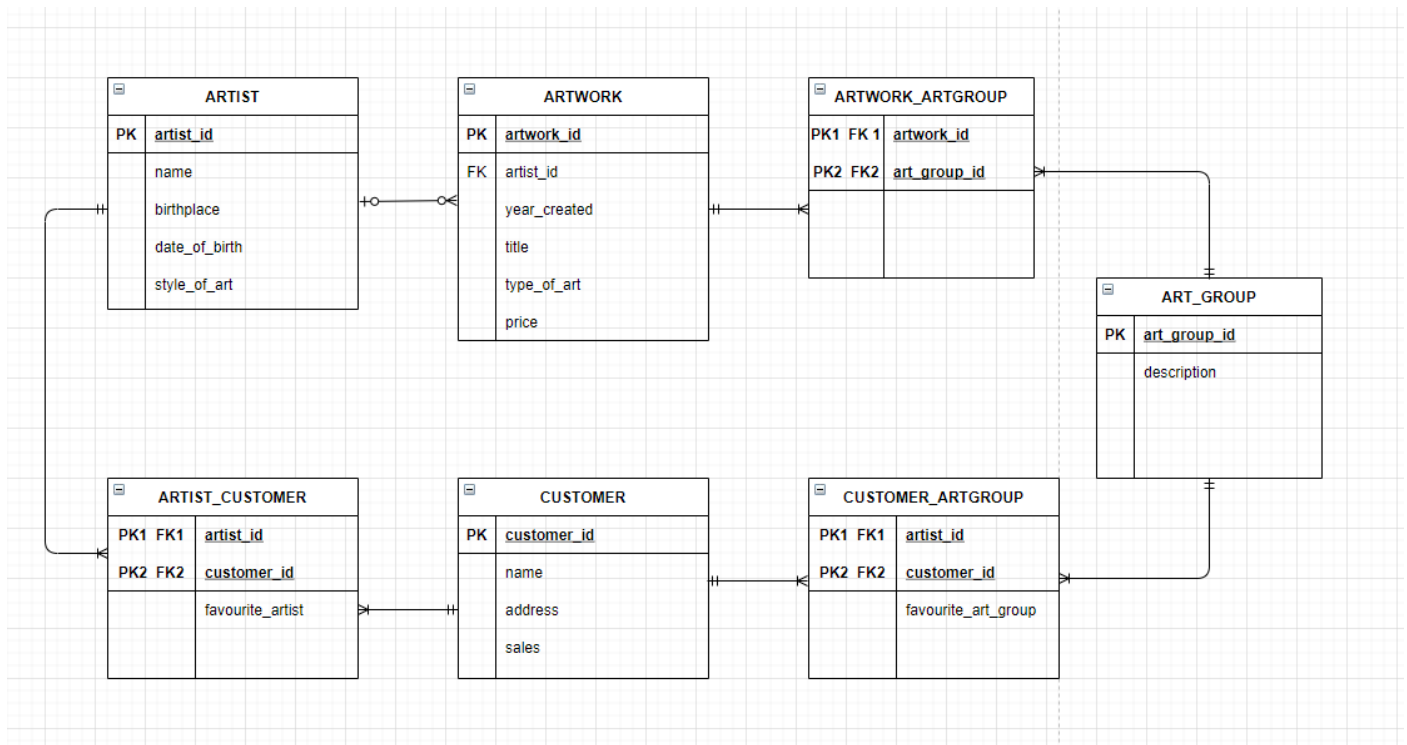 ARTIST
PK artist_id
name
birthplace
date_of_birth
style_of_art
ARTWORK
PK artwork_id
FK artist_id
year_created
title
type_of_art
price
ARTWORK_ARTGROUP
PK1 FK 1 artwork_id
PK2 FK2 art_group_id
ART_GROUP
PK art_group_id
description
ARTIST_CUSTOMER
PK1 FK1 artist_id
PK2 FK2 customer_id
favourite_artist
CUSTOMER
PK customer_id
name
address
sales
CUSTOMER_ARTGROUP
PK1 FK1 artist_id
PK2 FK2 customer_id
favourite_art_group